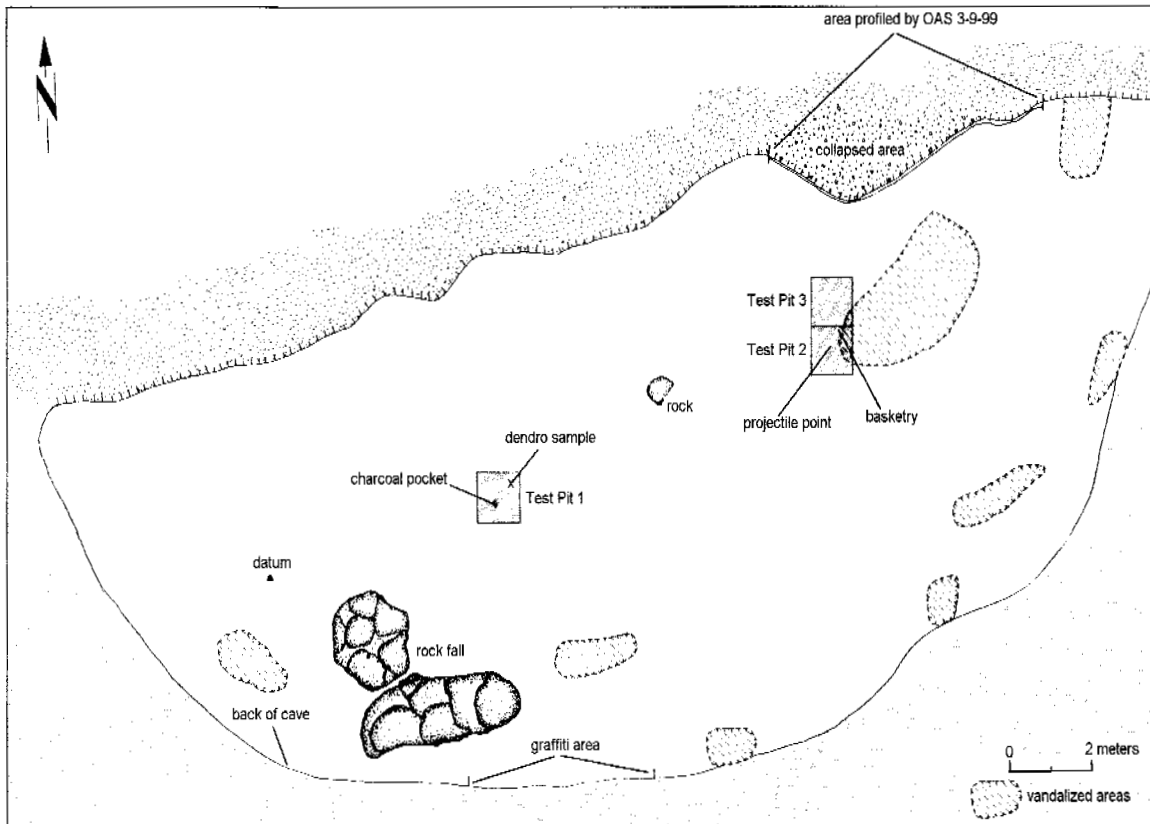 area profiled by OAS 3-9-99
N
collapsed area
Test Pit 3
Test Pit 2
rock
projectile point
basketry
dendro sample
charcoal pocket
Test Pit 1
datum
rock fall
back of cave
graffiti area
0 2 meters
vandalized areas